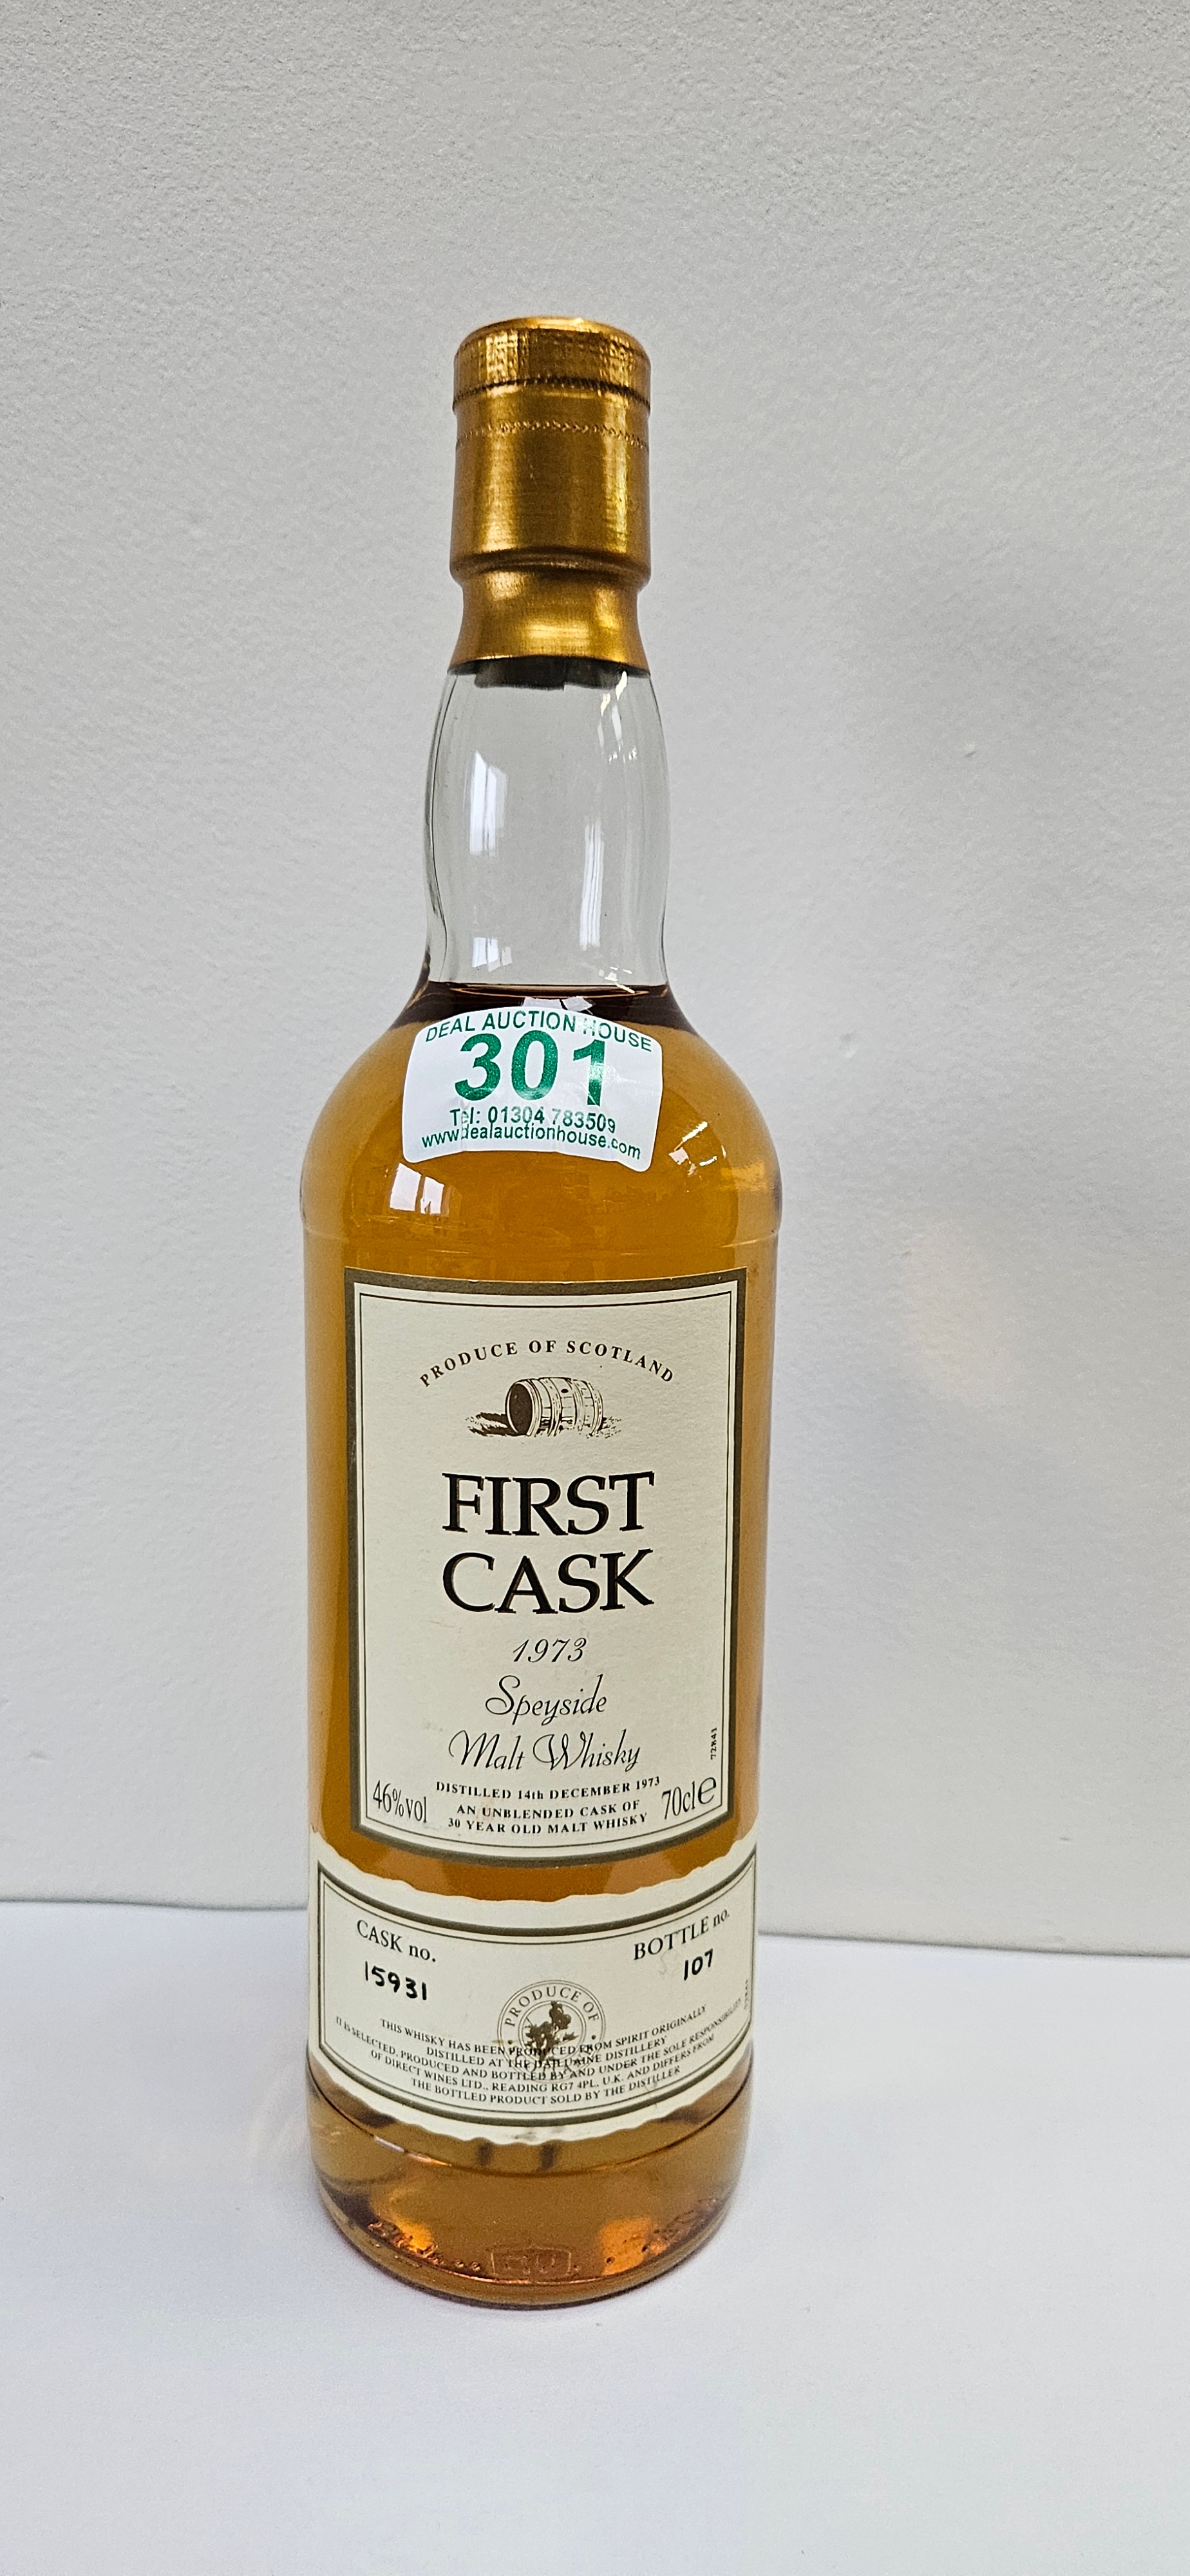 DEAL AUCTION HOUSE
301
Tel: 01304 783509
www.dealauctionhouse.com
PRODUCE OF SCOTLAND
FIRST
CASK
1973
Speyside
Malt Whisky
DISTILLED 14th DECEMBER 1973
46%vol
AN UNBLENDED CASK OF
70cl e
30 YEAR OLD MALT WHISKY
CASK no.
15931
BOTTLE no.
107
PRODUCE OF
THIS WHISKY HAS BEEN PRODUCED FROM SPIRIT ORIGINALLY
DISTILLED AT THE DAILUAINE DISTILLERY
IT IS SELECTED, PRODUCED AND BOTTLED BY AND UNDER THE SOLE RESPONSIBILITY
OF DIRECT WINES LTD., READING RG7 4PL, U.K. AND DIFFERS FROM
THE BOTTLED PRODUCT SOLD BY THE DISTILLER